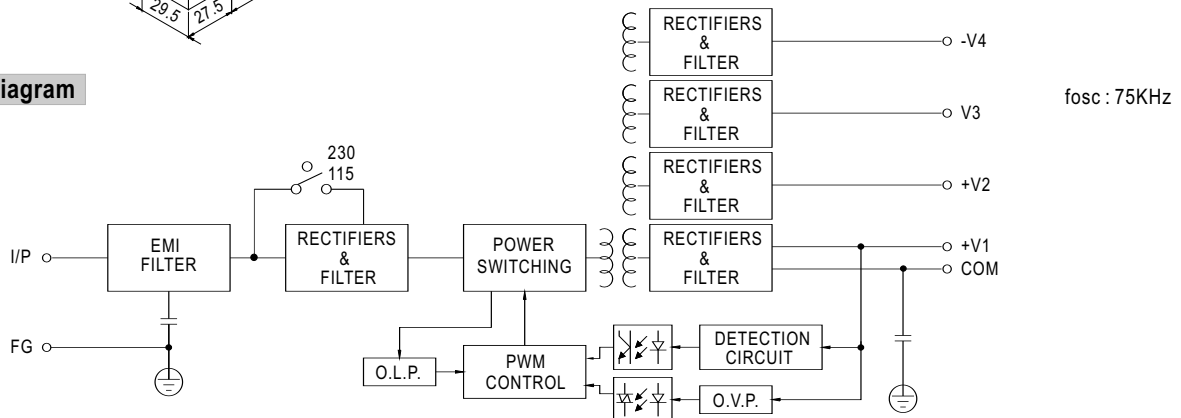 29.5
27.5
iagram
RECTIFIERS
&
FILTER
-V4
fosc : 75KHz
RECTIFIERS
&
FILTER
V3
230
115
RECTIFIERS
&
FILTER
+V2
I/P
EMI
FILTER
RECTIFIERS
&
FILTER
POWER
SWITCHING
RECTIFIERS
&
FILTER
+V1
COM
FG
O.L.P.
PWM
CONTROL
DETECTION
CIRCUIT
O.V.P.